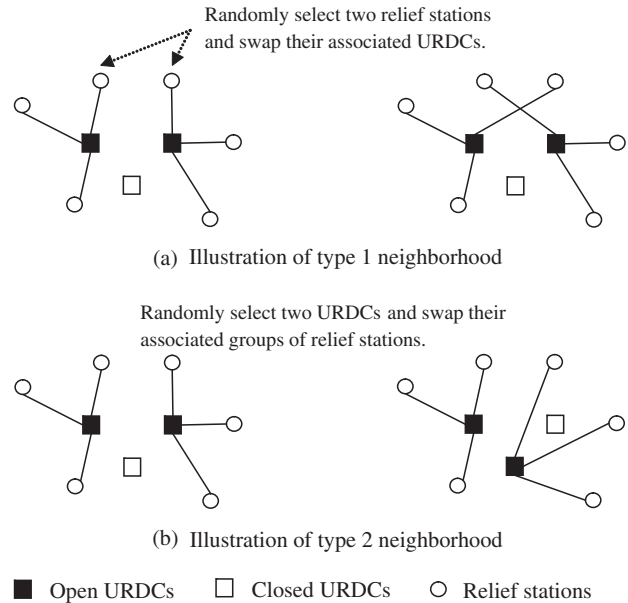 Randomly select two relief stations
and swap their associated URDCs.
(a) Illustration of type 1 neighborhood
Randomly select two URDCs and swap their
associated groups of relief stations.
(b) Illustration of type 2 neighborhood
Open URDCs Closed URDCs Relief stations